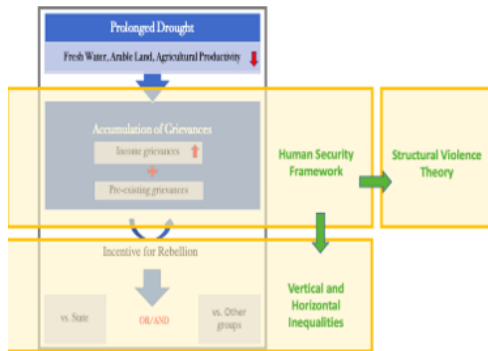 Prolonged Drought
Fresh Water, Arable Land, Agricultural Productivity
Accumulation of Grievances
Income grievances
Pre-existing grievances
Human Security
Framework
Structural Violence
Theory
Incentive for Rebellion
vs. State
OR/AND
vs. Other
groups
Vertical and
Horizontal
Inequalities